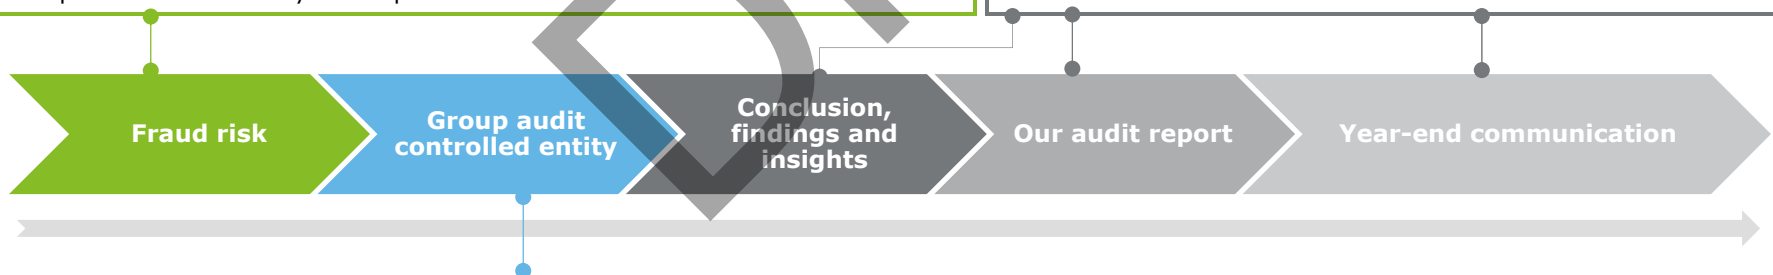 Fraud risk
Group audit
controlled entity
Conclusion,
findings and
insights
Our audit report
Year-end communication